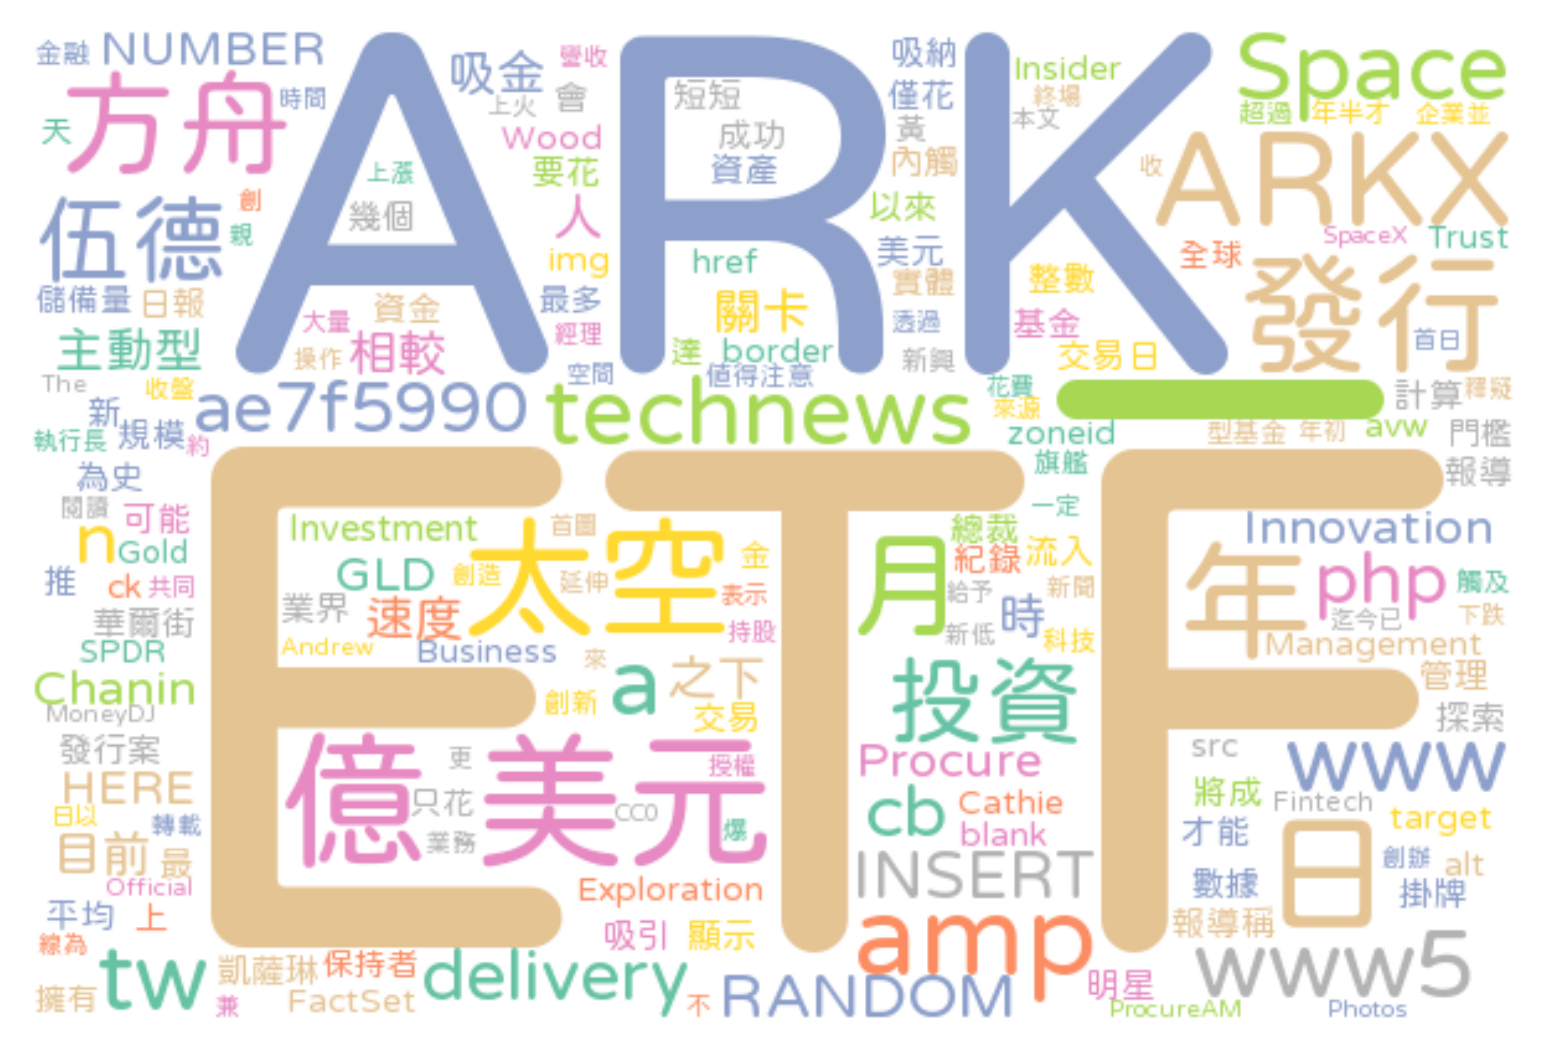 金融 NUMBER
ARK
吸金
豐收
吸納
Insider
Space
方舟
時間
上火
會
短短
僅花
終場
超過
年半才
企業並
天
Wood
成功
黃
本文
上漲
要花
資產
內觸
收
ARKX
伍德
創
幾個
人
以來
親
img
href
美元
全球
SpaceX
Trust
儲備量
日報
資金
最多
關卡
實體
整數
發行
大量
經理
透過
基金
首日
主動型
操作
相較
達
border
新興
交易日
The
收盤
空間
值得注意
花費
計算
釋疑
新
ae7f5990
technews
來源
一
執行長
規模
約
zoneid
型基金
年初
avw
門檻
為史
ETF
旗艦
報導
閱讀
可能
Investment
首圖
一定
n
Gold
太空
總裁
Innovation
GLD
創造
延伸
金
月
紀錄
流入
年
推
ck
共同
業界
速度
表示
給予
新聞
php
觸及
華爾街
持股
新低
時
科技
迄今已
下跌
SPDR
Andrew
Business
來
Management
Chanin
a
之下
投資
管理
MoneyDJ
創新
交易
探索
發行案
億美元
更
授權
Procure
src
www
HERE
只花
CC0
cb
Cathie
將成
Fintech
日以
轉載
業務
爆
blank
才能
日
target
目前
最
INSERT
創辦
alt
Official
Exploration
數據
掛牌
平均
上
吸引
顯示
amp
報導稱
線為
tw
凱薩琳
保持者
delivery
www5
擁有
兼
FactSet
不
RANDOM
明星
ProcureAM
Photos